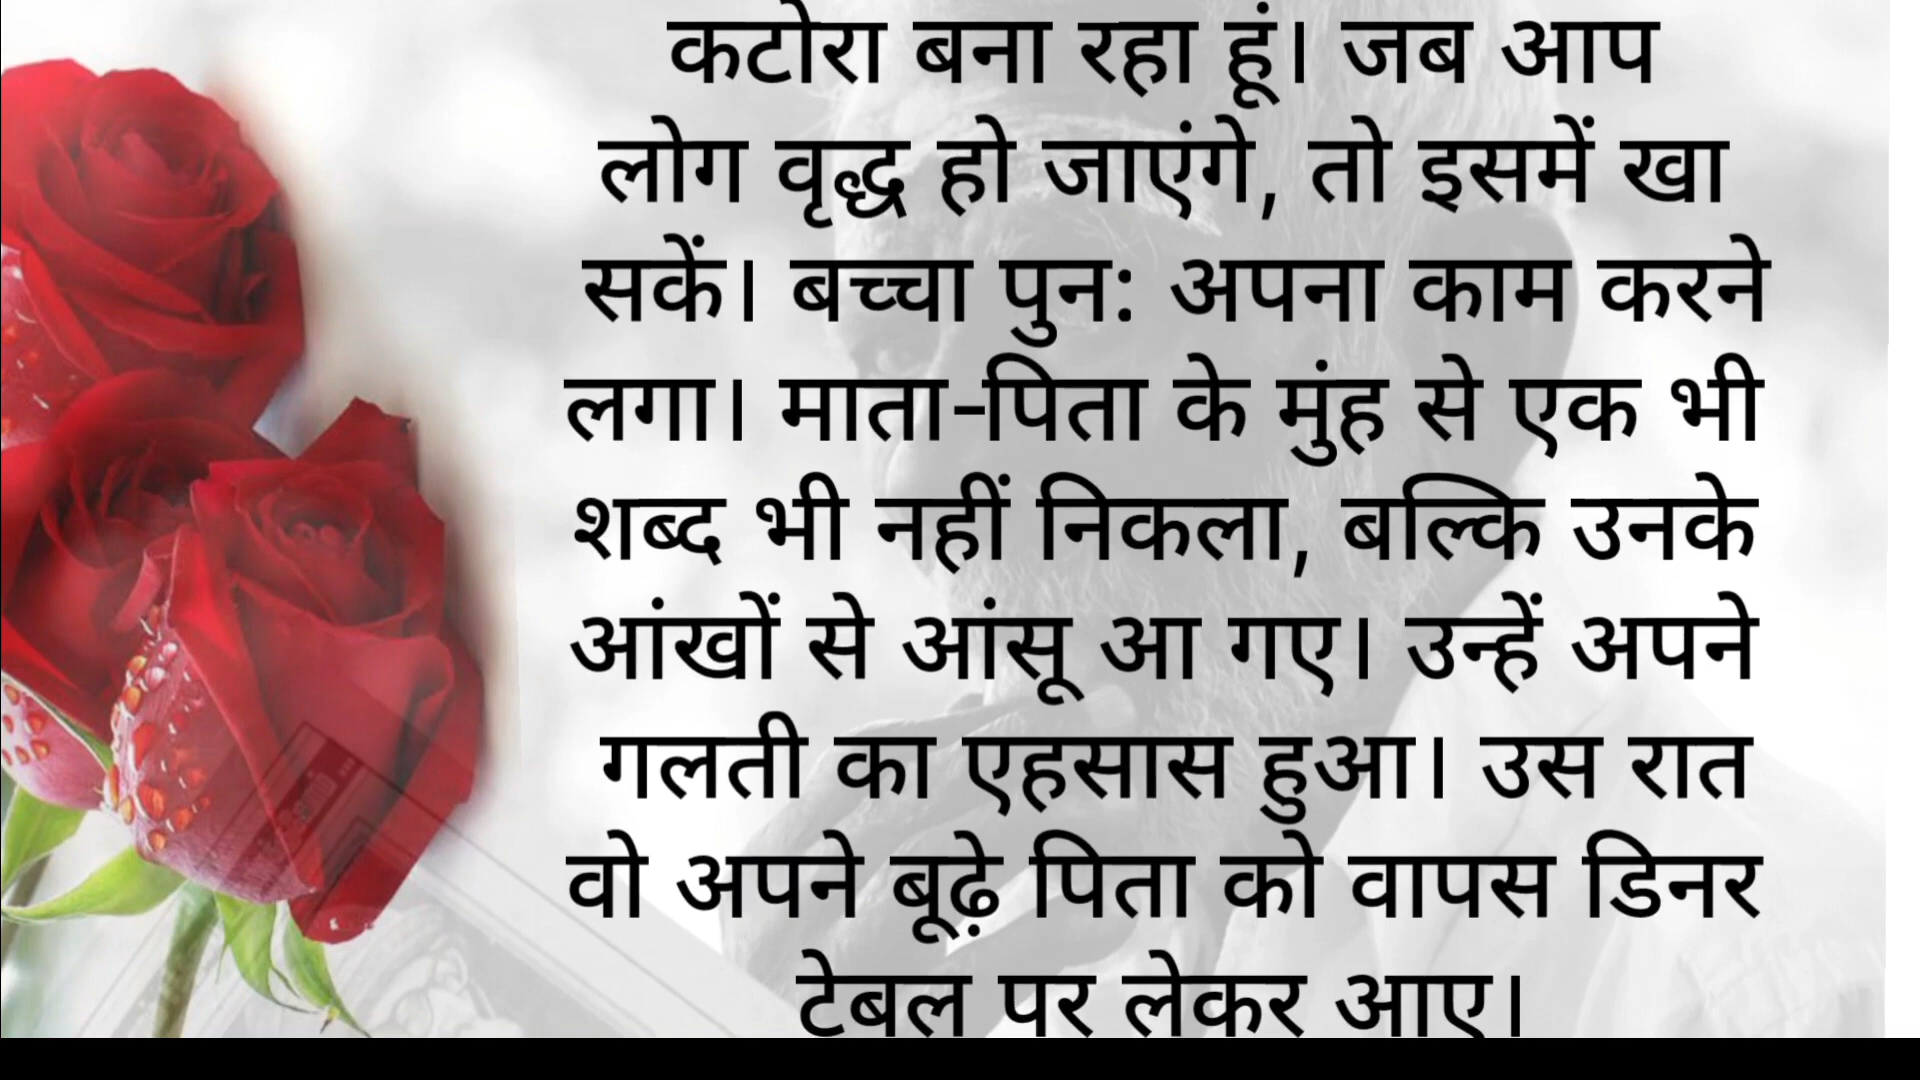 कटोरा बना रहा हूं। जब आप
लोग वृद्ध हो जाएंगे, तो इसमें खा
सकें। बच्चा पुन: अपना काम करने
लगा। माता-पिता के मुंह से एक भी
शब्द भी नहीं निकला, बल्कि उनके
आंखों से आंसू आ गए। उन्हें अपने
गलती का एहसास हुआ। उस रात
वो अपने बूढ़े पिता को वापस डिनर
टेबल पर लेकर आए।